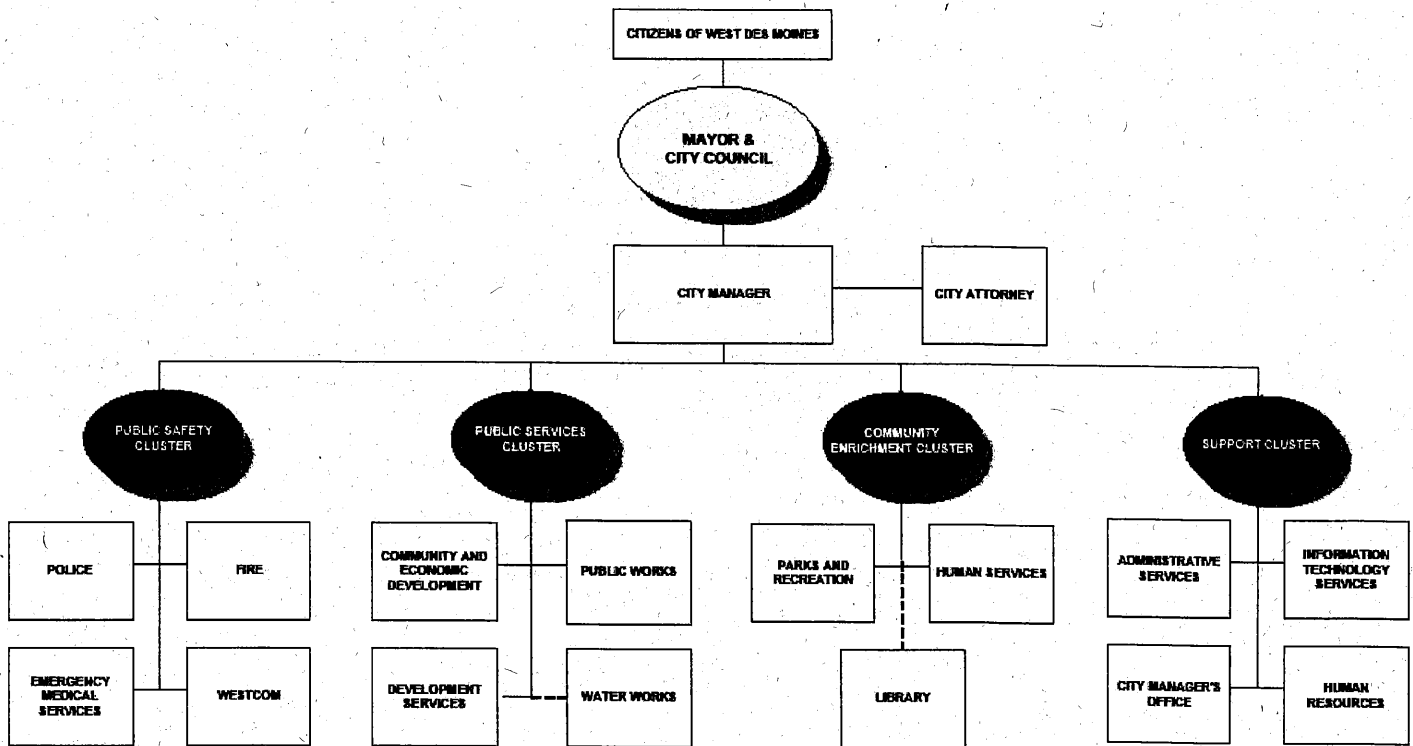 CITIZENS OF WEST DES MOINES
MAYOR &
CITY COUNCIL
CITY MANAGER
CITY ATTORNEY
PUBLIC SAFETY
CLUSTER
PUBLIC SERVICES
CLUSTER
COMMUNITY
ENRICHMENT CLUSTER
SUPPORT CLUSTER
POLICE
FIRE
COMMUNITY AND
ECONOMIC
DEVELOPMENT
PUBLIC WORKS
PARKS AND
RECREATION
HUMAN SERVICES
ADMINISTRATIVE
SERVICES
INFORMATION
TECHNOLOGY
SERVICES
EMERGENCY
MEDICAL
SERVICES
WESTCOM
DEVELOPMENT
SERVICES
WATER WORKS
LIBRARY
CITY MANAGER'S
OFFICE
HUMAN
RESOURCES